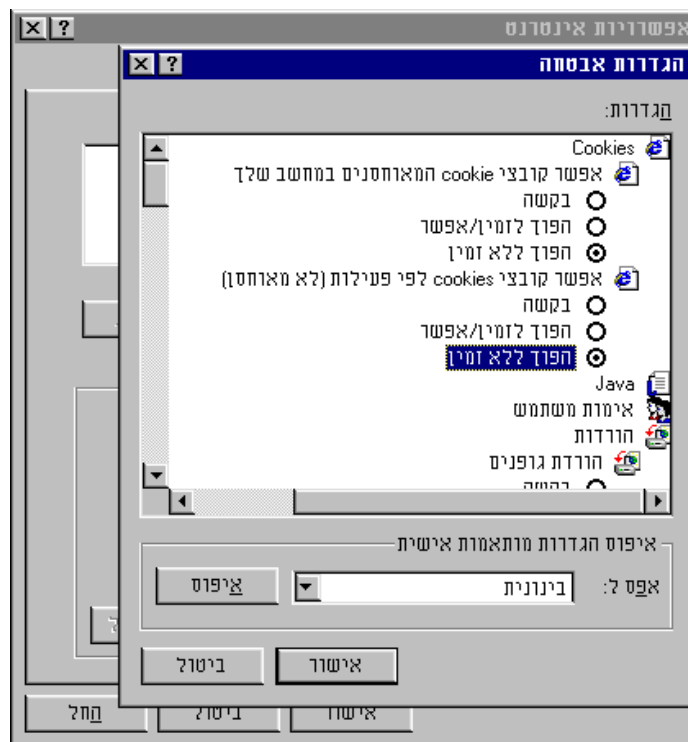 אפשרויות אינטרנט
הגדרות אבטחה
הגדרות:
Cookies
אפשר קובצי cookie המאוחסנים במחשב שלך
בקשה
הפוך לזמין/אפשר
הפוך ללא זמין
אפשר קובצי cookies לפי פעילות (לא מאוחסן)
בקשה
הפוך לזמין/אפשר
הפוך ללא זמין
Java
אימות משתמש
הורדות
הורדת גופנים
בקשה
איפוס הגדרות מותאמות אישית
אפס ל: בינונית איפוס
אישור ביטול
אישור ביטול החל